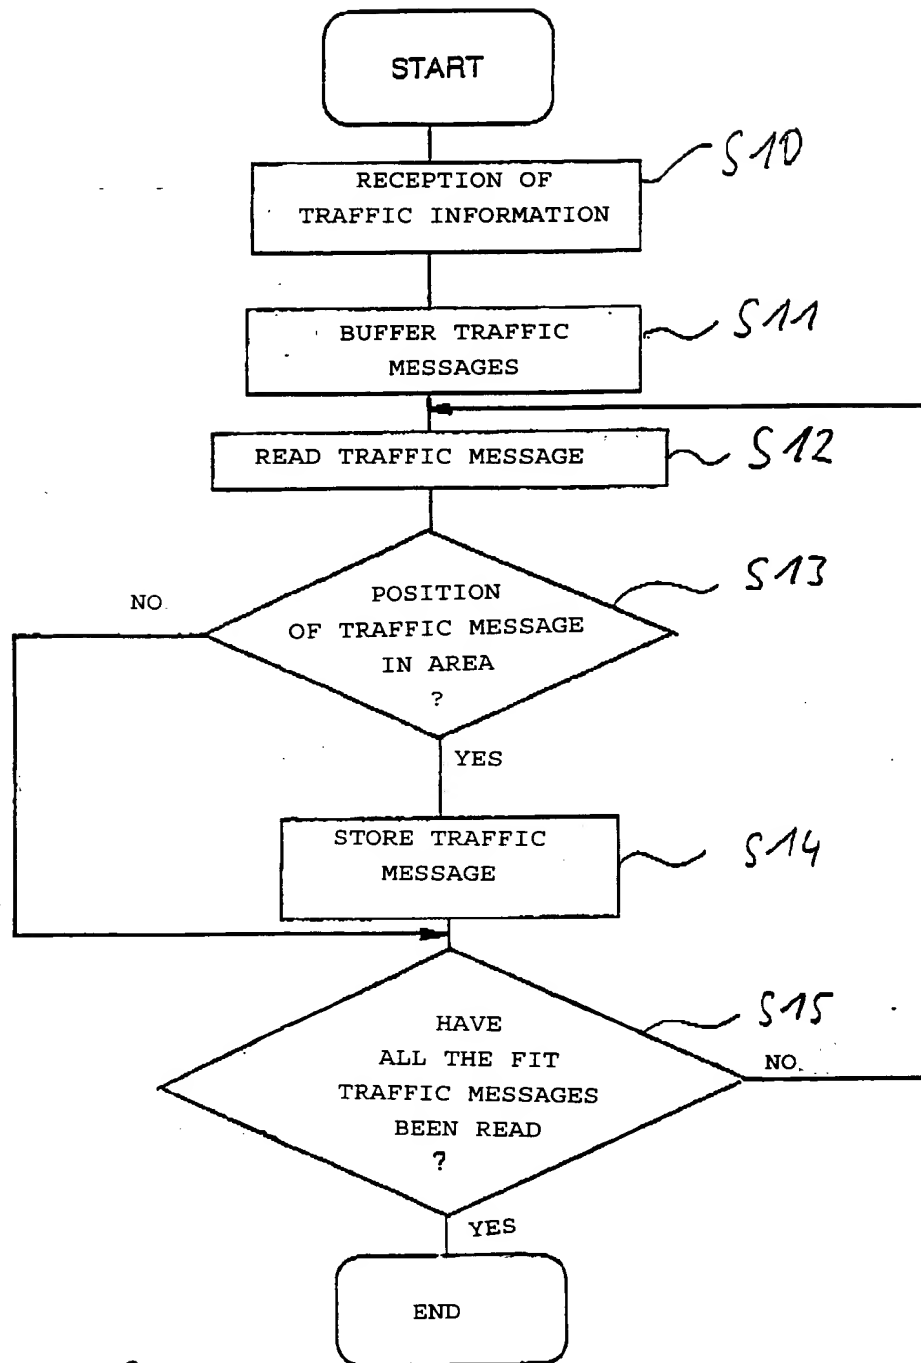 START
S10
RECEPTION OF
TRAFFIC INFORMATION
S11
BUFFER TRAFFIC
MESSAGES
S12
READ TRAFFIC MESSAGE
S13
NO
POSITION
OF TRAFFIC MESSAGE
IN AREA
?
YES
STORE TRAFFIC
MESSAGE
S14
S15
HAVE
ALL THE FIT
TRAFFIC MESSAGES
BEEN READ
?
NO
YES
END